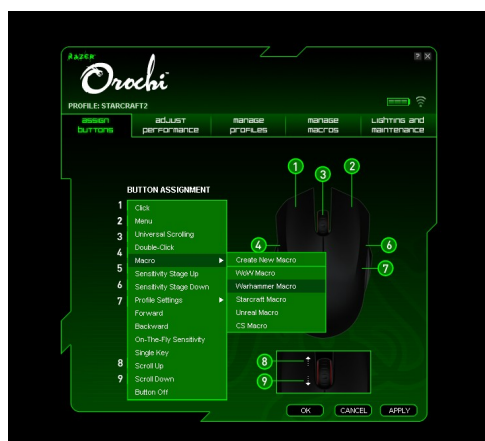 RAZER
Orochi
? X
PROFILE: STARCRAFT2
assign buttons
adjust performance
manage profiles
manage macros
Lighting and maintenance
BUTTON ASSIGNMENT
1
2
3
4
5
6
7
8
9
Click
Menu
Universal Scrolling
Double-Click
Macro
Sensitivity Stage Up
Sensitivity Stage Down
Profile Settings
Forward
Backward
On-The-Fly Sensitivity
Single Key
Scroll Up
Scroll Down
Button Off
Create New Macro
WoW Macro
Warhammer Macro
Starcraft Macro
Unreal Macro
CS Macro
1
2
3
4
6
7
8
9
OK
CANCEL
APPLY